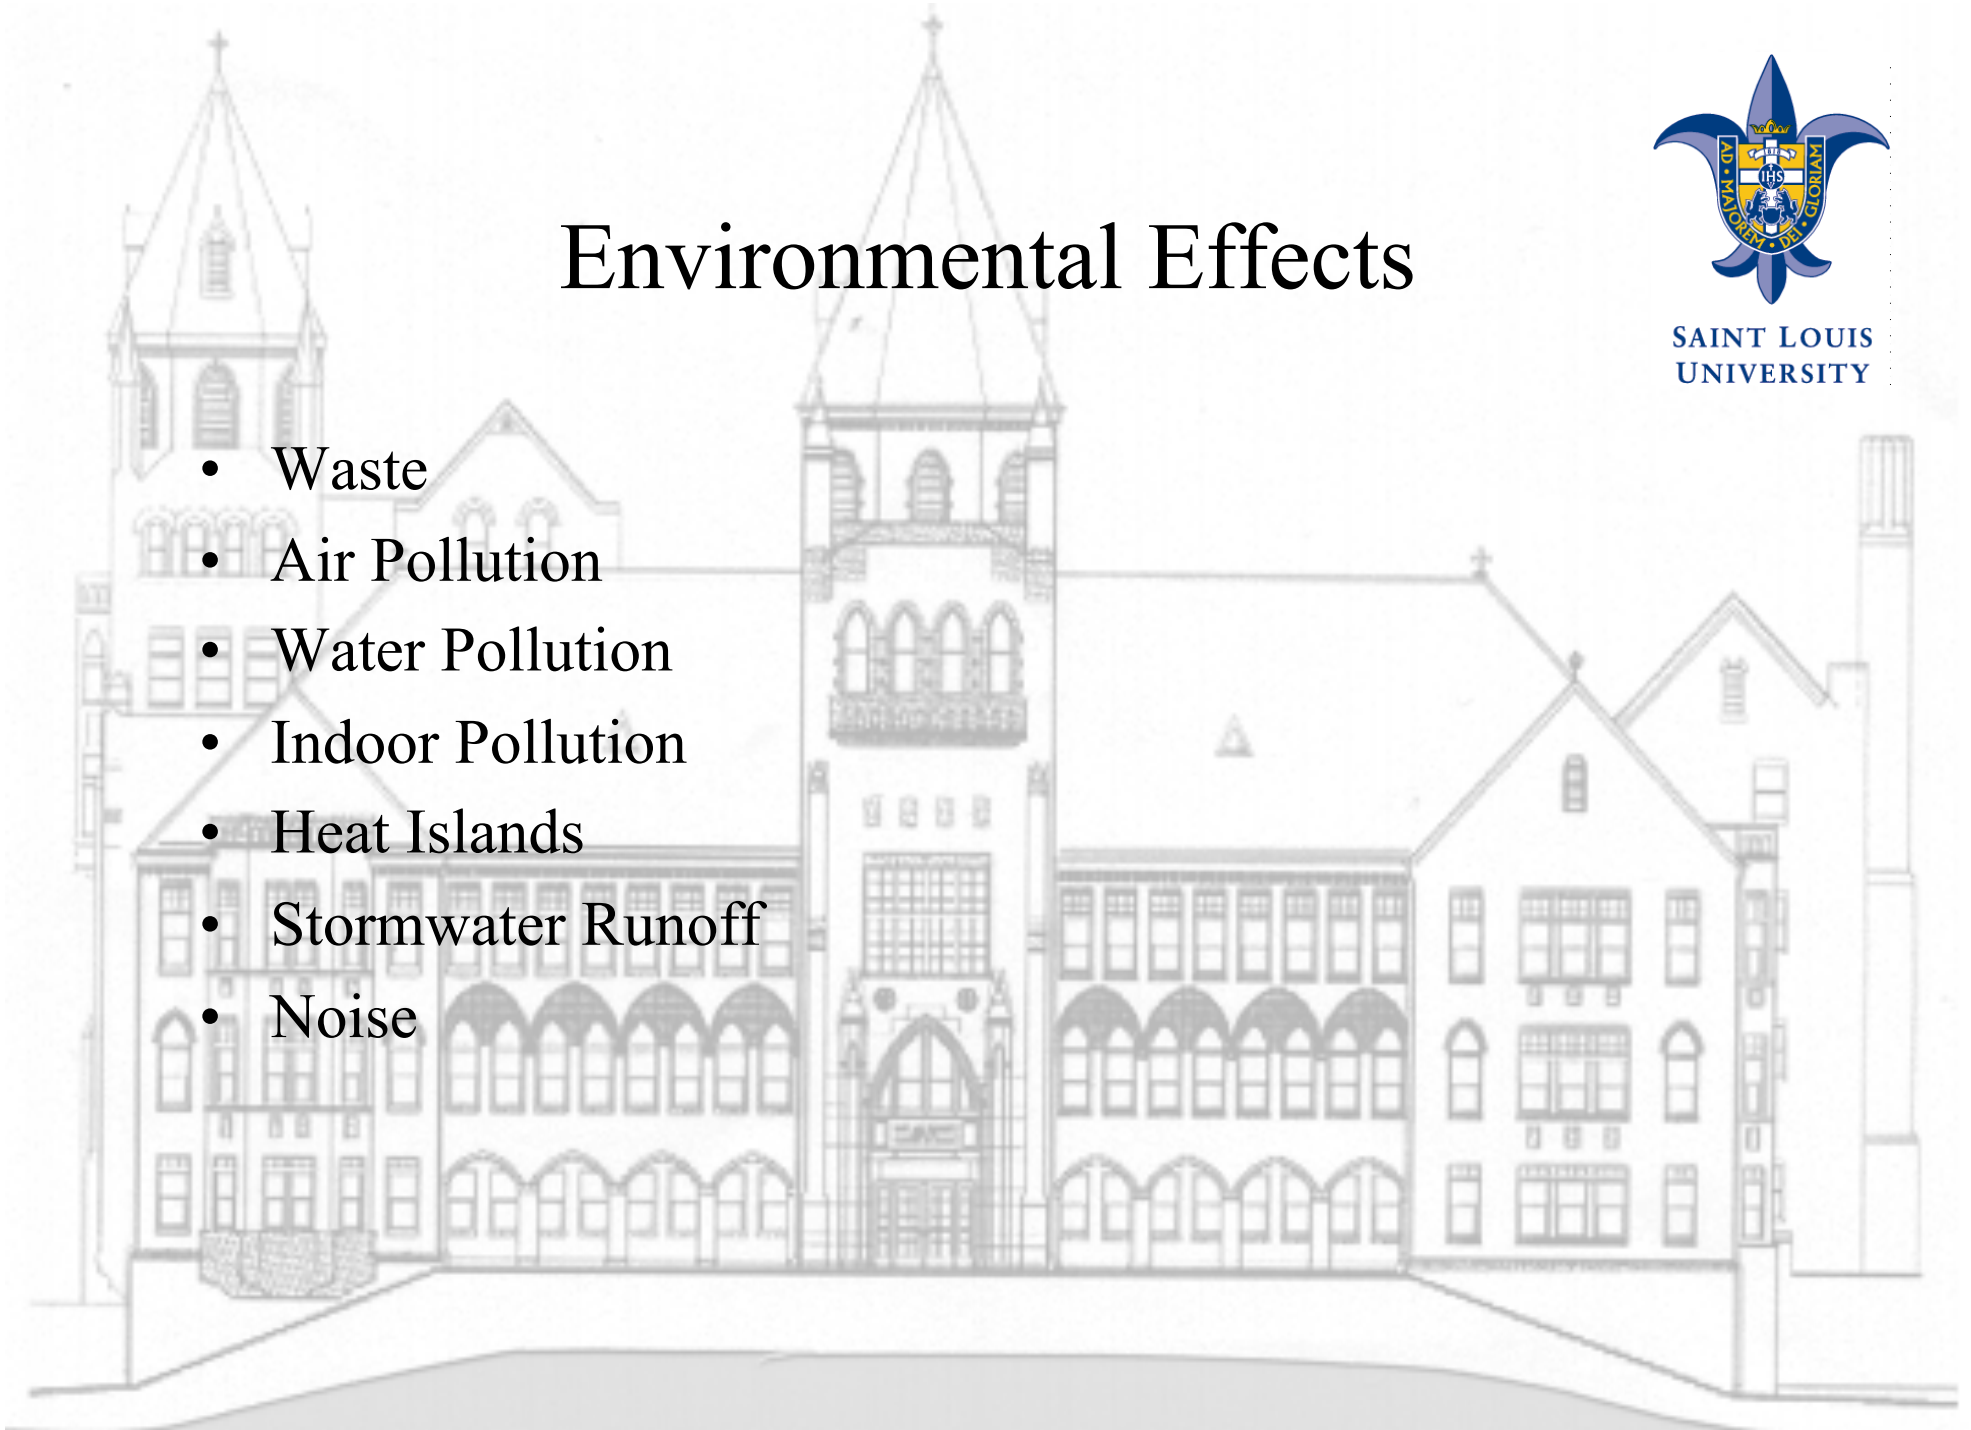 Environmental Effects
AD • MAJOREM • DEI • GLORIAM
IHS
SAINT LOUIS
UNIVERSITY
• Waste
• Air Pollution
• Water Pollution
• Indoor Pollution
• Heat Islands
• Stormwater Runoff
• Noise